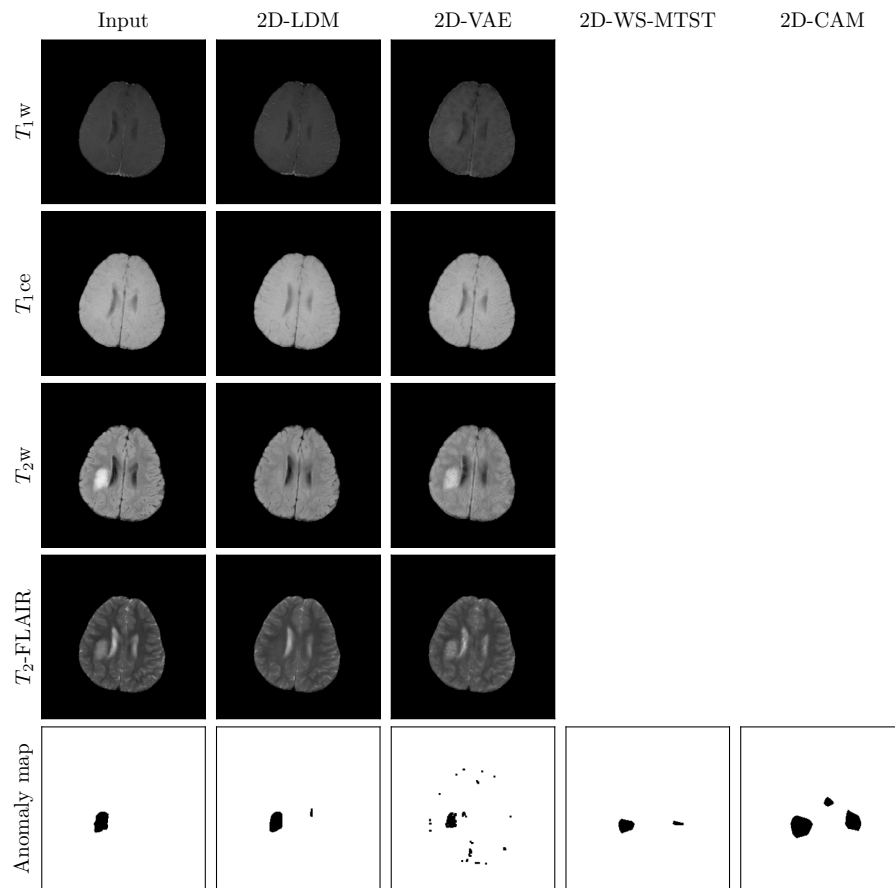 Input 2D-LDM 2D-VAE 2D-WS-MTST 2D-CAM
T₁w
T₁ce
T₂w
T₂-FLAIR
Anomaly map